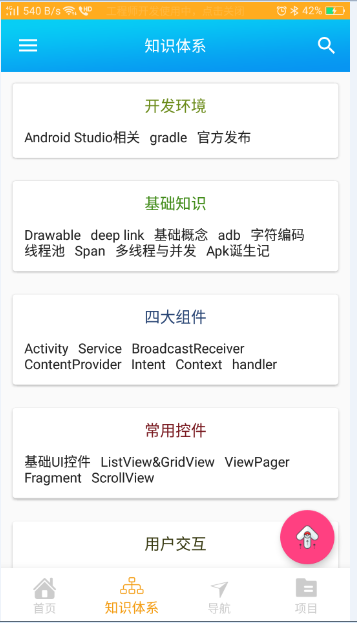 540 B/s 42%
知识体系
开发环境
Android Studio相关 gradle 官方发布
基础知识
Drawable deep link 基础概念 adb 字符编码
线程池 Span 多线程与并发 Apk诞生记
四大组件
Activity Service BroadcastReceiver
ContentProvider Intent Context handler
常用控件
基础UI控件 ListView&GridView ViewPager
Fragment ScrollView
用户交互
首页 知识体系 导航 项目